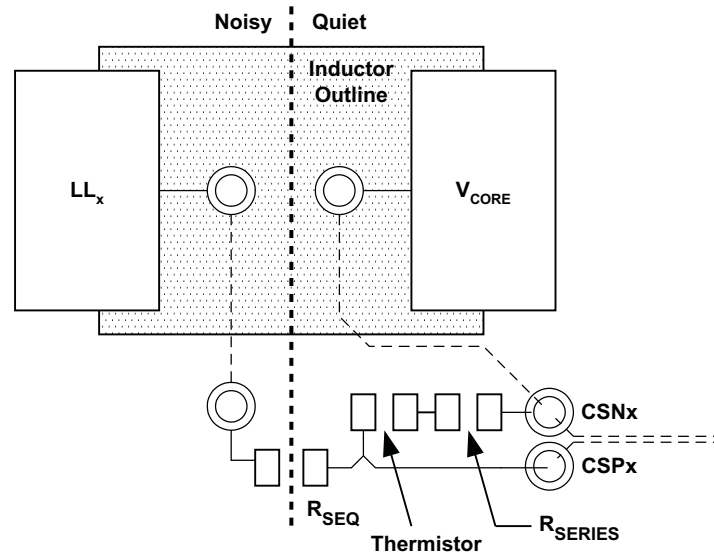 Noisy Quiet
Inductor
Outline
LLx
VCORE
CSNx
CSPx
RSEQ
Thermistor
RSERIES